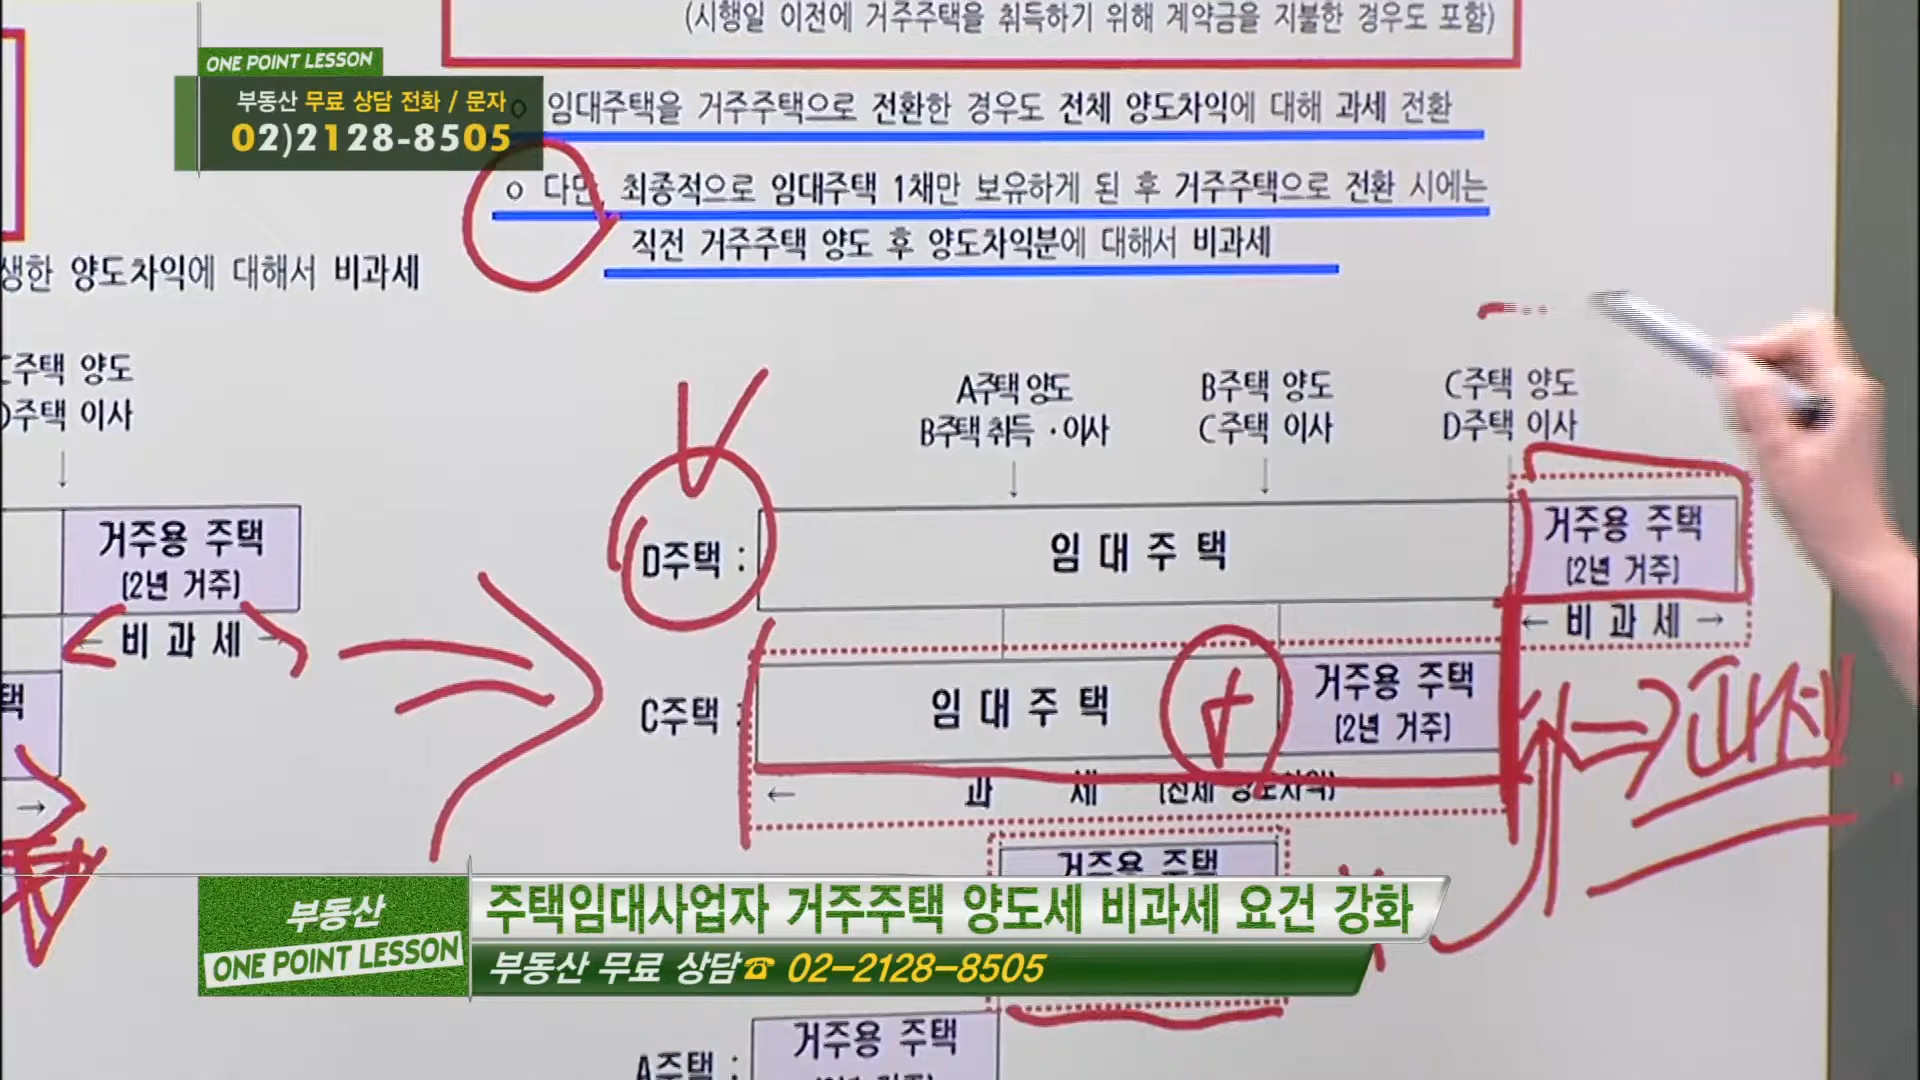 (시행일 이전에 거주주택을 취득하기 위해 계약금을 지불한 경우도 포함)
ONE POINT LESSON
부동산 무료 상담 전화 / 문자
02)2128-8505
o 임대주택을 거주주택으로 전환한 경우도 전체 양도차익에 대해 과세 전환
o 다만, 최종적으로 임대주택 1채만 보유하게 된 후 거주주택으로 전환 시에는
직전 거주주택 양도 후 양도차익분에 대해서 비과세
생한 양도차익에 대해서 비과세
C주택 양도
D주택 이사
A주택 양도
B주택 취득 · 이사
B주택 양도
C주택 이사
C주택 양도
D주택 이사
거주용 주택
(2년 거주)
← 비 과 세 →
D주택 :
임 대 주 택
거주용 주택
(2년 거주)
← 비 과 세 →
택
→
C주택 :
임 대 주 택
거주용 주택
(2년 거주)
← 과 세 (전체 양도차익)
과세
거주용 주택
부동산
ONE POINT LESSON
주택임대사업자 거주주택 양도세 비과세 요건 강화
부동산 무료 상담☎ 02-2128-8505
A주택 :
거주용 주택